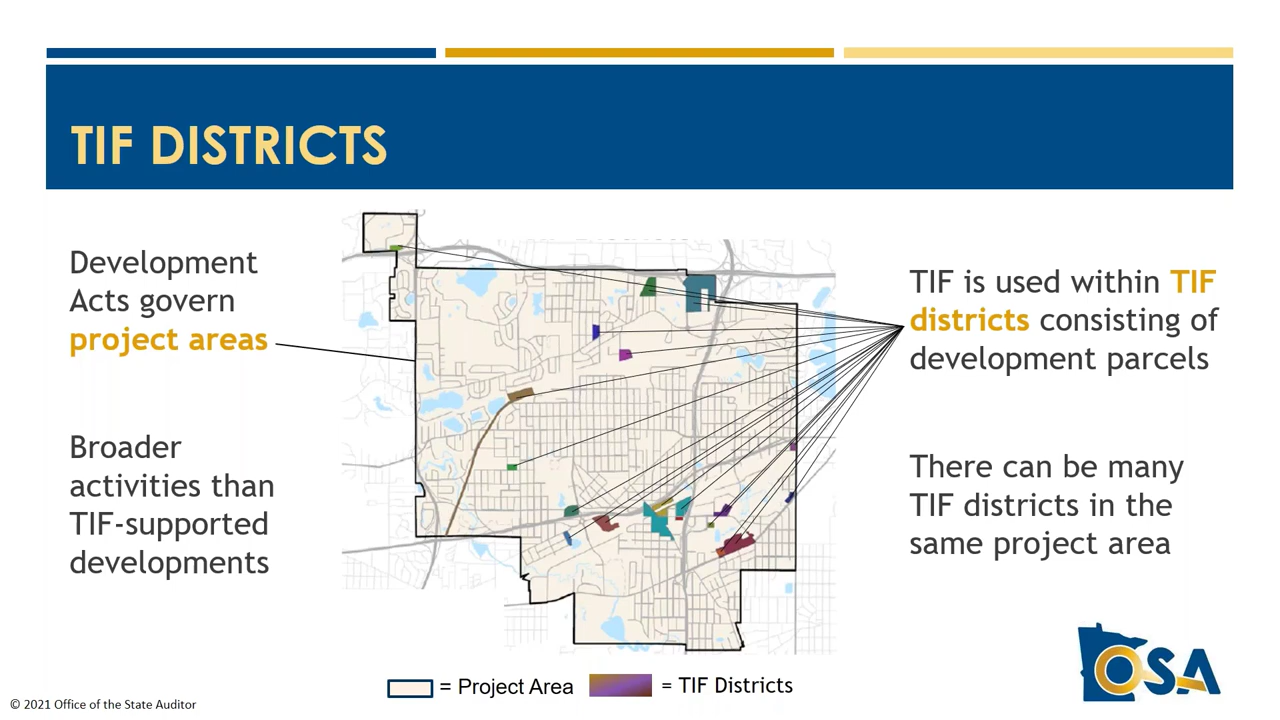 TIF DISTRICTS
Development
Acts govern
project areas
Broader
activities than
TIF-supported
developments
TIF is used within TIF
districts consisting of
development parcels
There can be many
TIF districts in the
same project area
= Project Area
= TIF Districts
OSA
© 2021 Office of the State Auditor